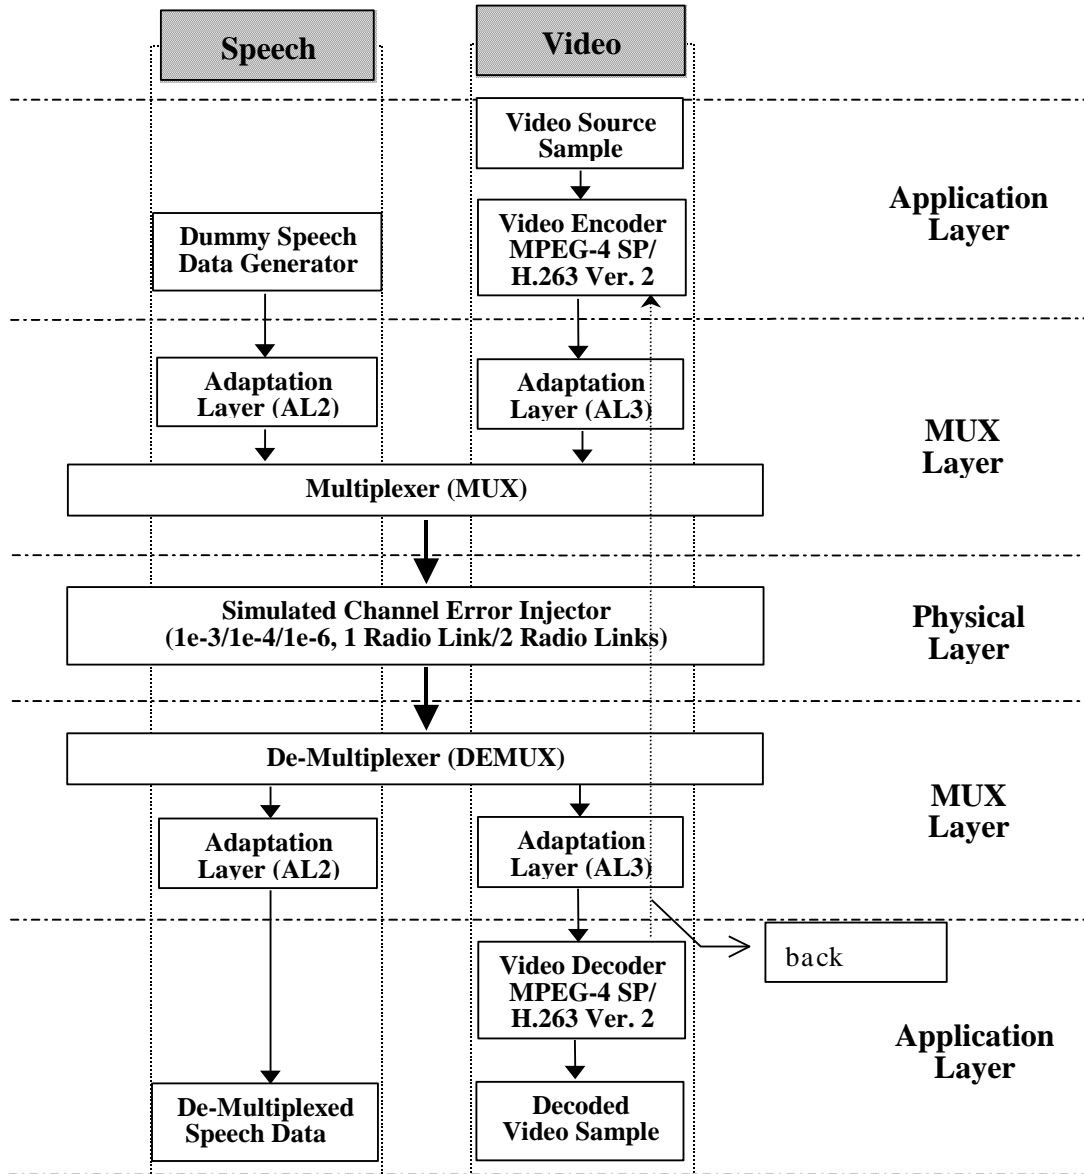 Speech
Video
Video Source
Sample
Application
Layer
Dummy Speech
Data Generator
Video Encoder
MPEG-4 SP/
H.263 Ver. 2
Adaptation
Layer (AL2)
Adaptation
Layer (AL3)
MUX
Layer
Multiplexer (MUX)
Simulated Channel Error Injector
(1e-3/1e-4/1e-6, 1 Radio Link/2 Radio Links)
Physical
Layer
De-Multiplexer (DEMUX)
MUX
Layer
Adaptation
Layer (AL2)
Adaptation
Layer (AL3)
back
Video Decoder
MPEG-4 SP/
H.263 Ver. 2
Application
Layer
De-Multiplexed
Speech Data
Decoded
Video Sample